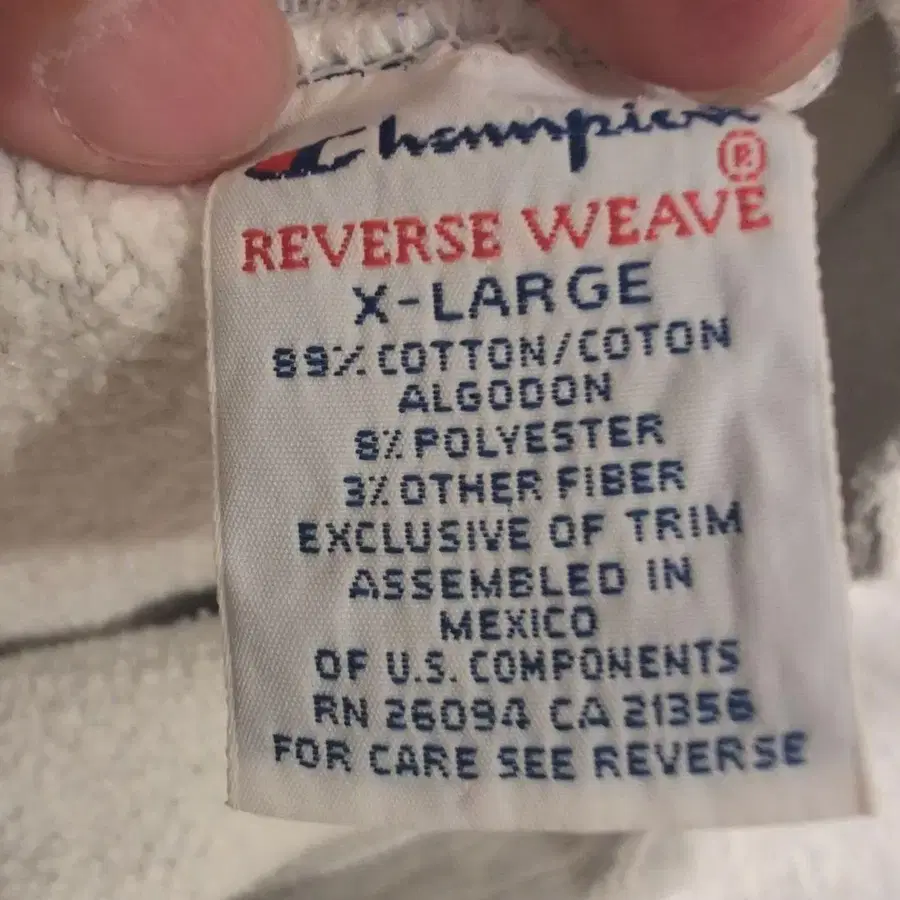 Champion
®
REVERSE WEAVE
X-LARGE
89% COTTON/COTON
ALGODON
8% POLYESTER
3% OTHER FIBER
EXCLUSIVE OF TRIM
ASSEMBLED IN
MEXICO
OF U.S. COMPONENTS
RN 26094 CA 21356
FOR CARE SEE REVERSE